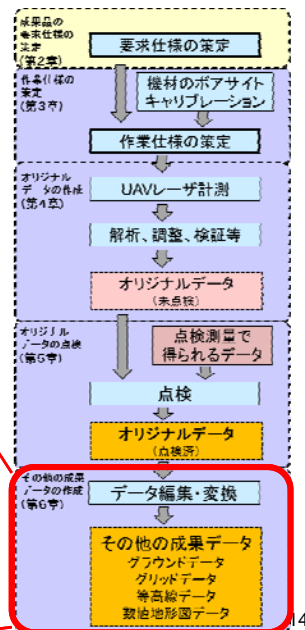 成果品の
要求仕様の
策定
(第2章)
要求仕様の策定
作業仕様の
策定
(第3章)
機材のボアサイト
キャリブレーション
作業仕様の策定
オリジナル
データの作成
(第4章)
UAVレーザ計測
解析、調整、検証等
オリジナルデータ
(未点検)
オリジナル
データの点検
(第5章)
点検測量で
得られるデータ
点検
オリジナルデータ
(点検済)
その他の成果
データの作成
(第6章)
データ編集・変換
その他の成果データ
グラウンドデータ
グリッドデータ
等高線データ
数値地形図データ
14